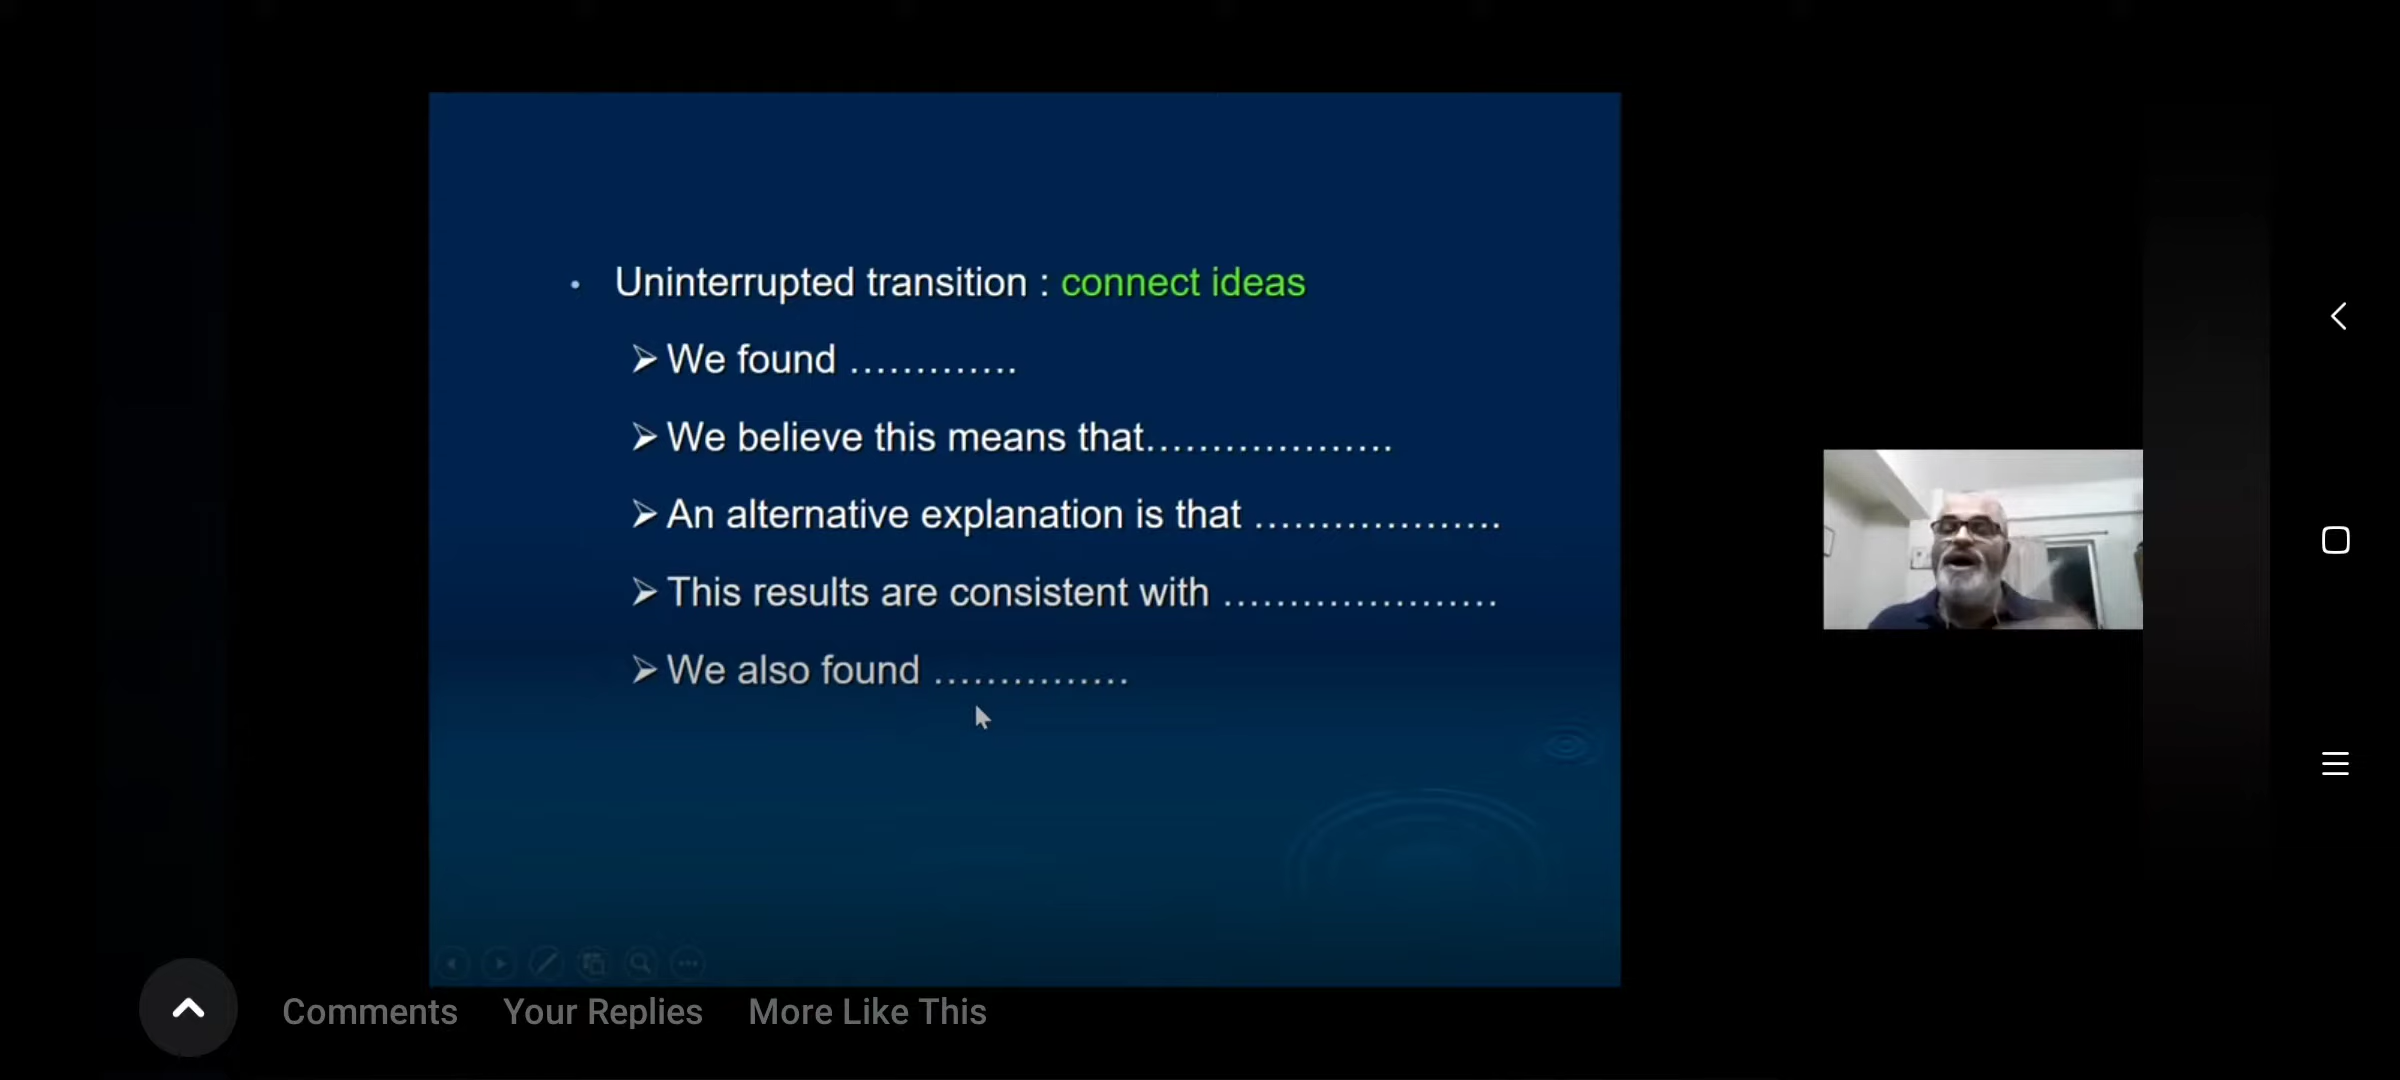 • Uninterrupted transition : connect ideas
➢ We found .............
➢ We believe this means that...................
➢ An alternative explanation is that ...................
➢ This results are consistent with .....................
➢ We also found ...............
Comments Your Replies More Like This